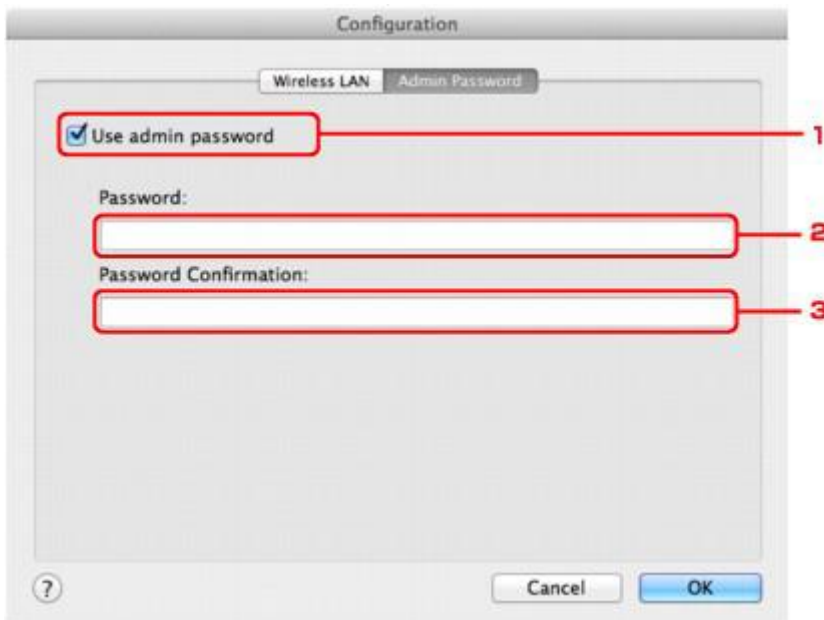 Configuration
Wireless LAN Admin Password
Use admin password 1
Password:
2
Password Confirmation:
3
? Cancel OK